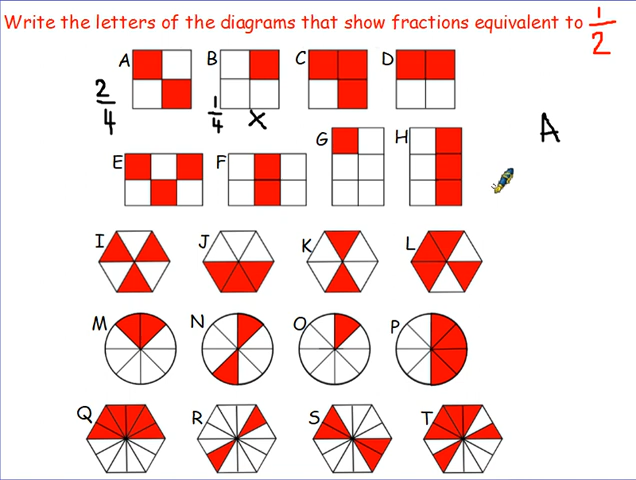 Write the letters of the diagrams that show fractions equivalent to 1/2
A B C D
2/4 1/4 X
A
E F G H
I J K L
M N O P
Q R S T